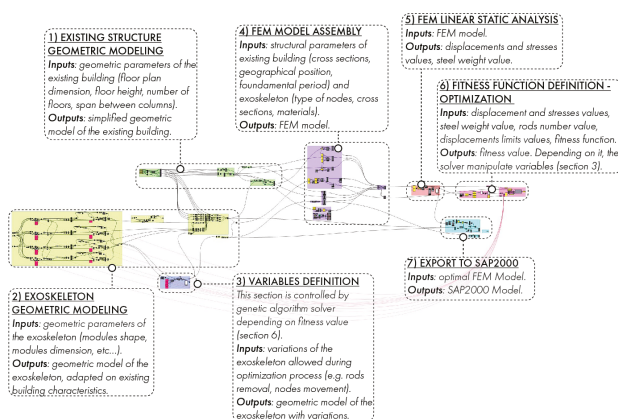 1) EXISTING STRUCTURE
GEOMETRIC MODELING
Inputs: geometric parameters of the
existing building (floor plan
dimension, floor height, number of
floors, span between columns).
Outputs: simplified geometric
model of the existing building.
4) FEM MODEL ASSEMBLY
Inputs: structural parameters of
existing building (cross sections,
geographical position,
foundamental period) and
exoskeleton (type of nodes, cross
sections, materials).
Outputs: FEM model.
5) FEM LINEAR STATIC ANALYSIS
Inputs: FEM model.
Outputs: displacements and stresses
values, steel weight value.
6) FITNESS FUNCTION DEFINITION -
OPTIMIZATION
Inputs: displacement and stresses values,
steel weight value, rods number value,
displacements limits values, fitness function.
Outputs: fitness value. Depending on it, the
solver manipulate variables (section 3).
2) EXOSKELETON
GEOMETRIC MODELING
Inputs: geometric parameters of
the exoskeleton (modules shape,
modules dimension, etc...).
Outputs: geometric model of the
exoskeleton, adapted on existing
building characteristics.
3) VARIABLES DEFINITION
This section is controlled by
genetic algorithm solver
depending on fitness value
(section 6).
Inputs: variations of the
exoskeleton allowed during
optimization process (e.g. rods
removal, nodes movement).
Outputs: geometric model of the
exoskeleton with variations.
7) EXPORT TO SAP2000
Inputs: optimal FEM Model.
Outputs: SAP2000 Model.